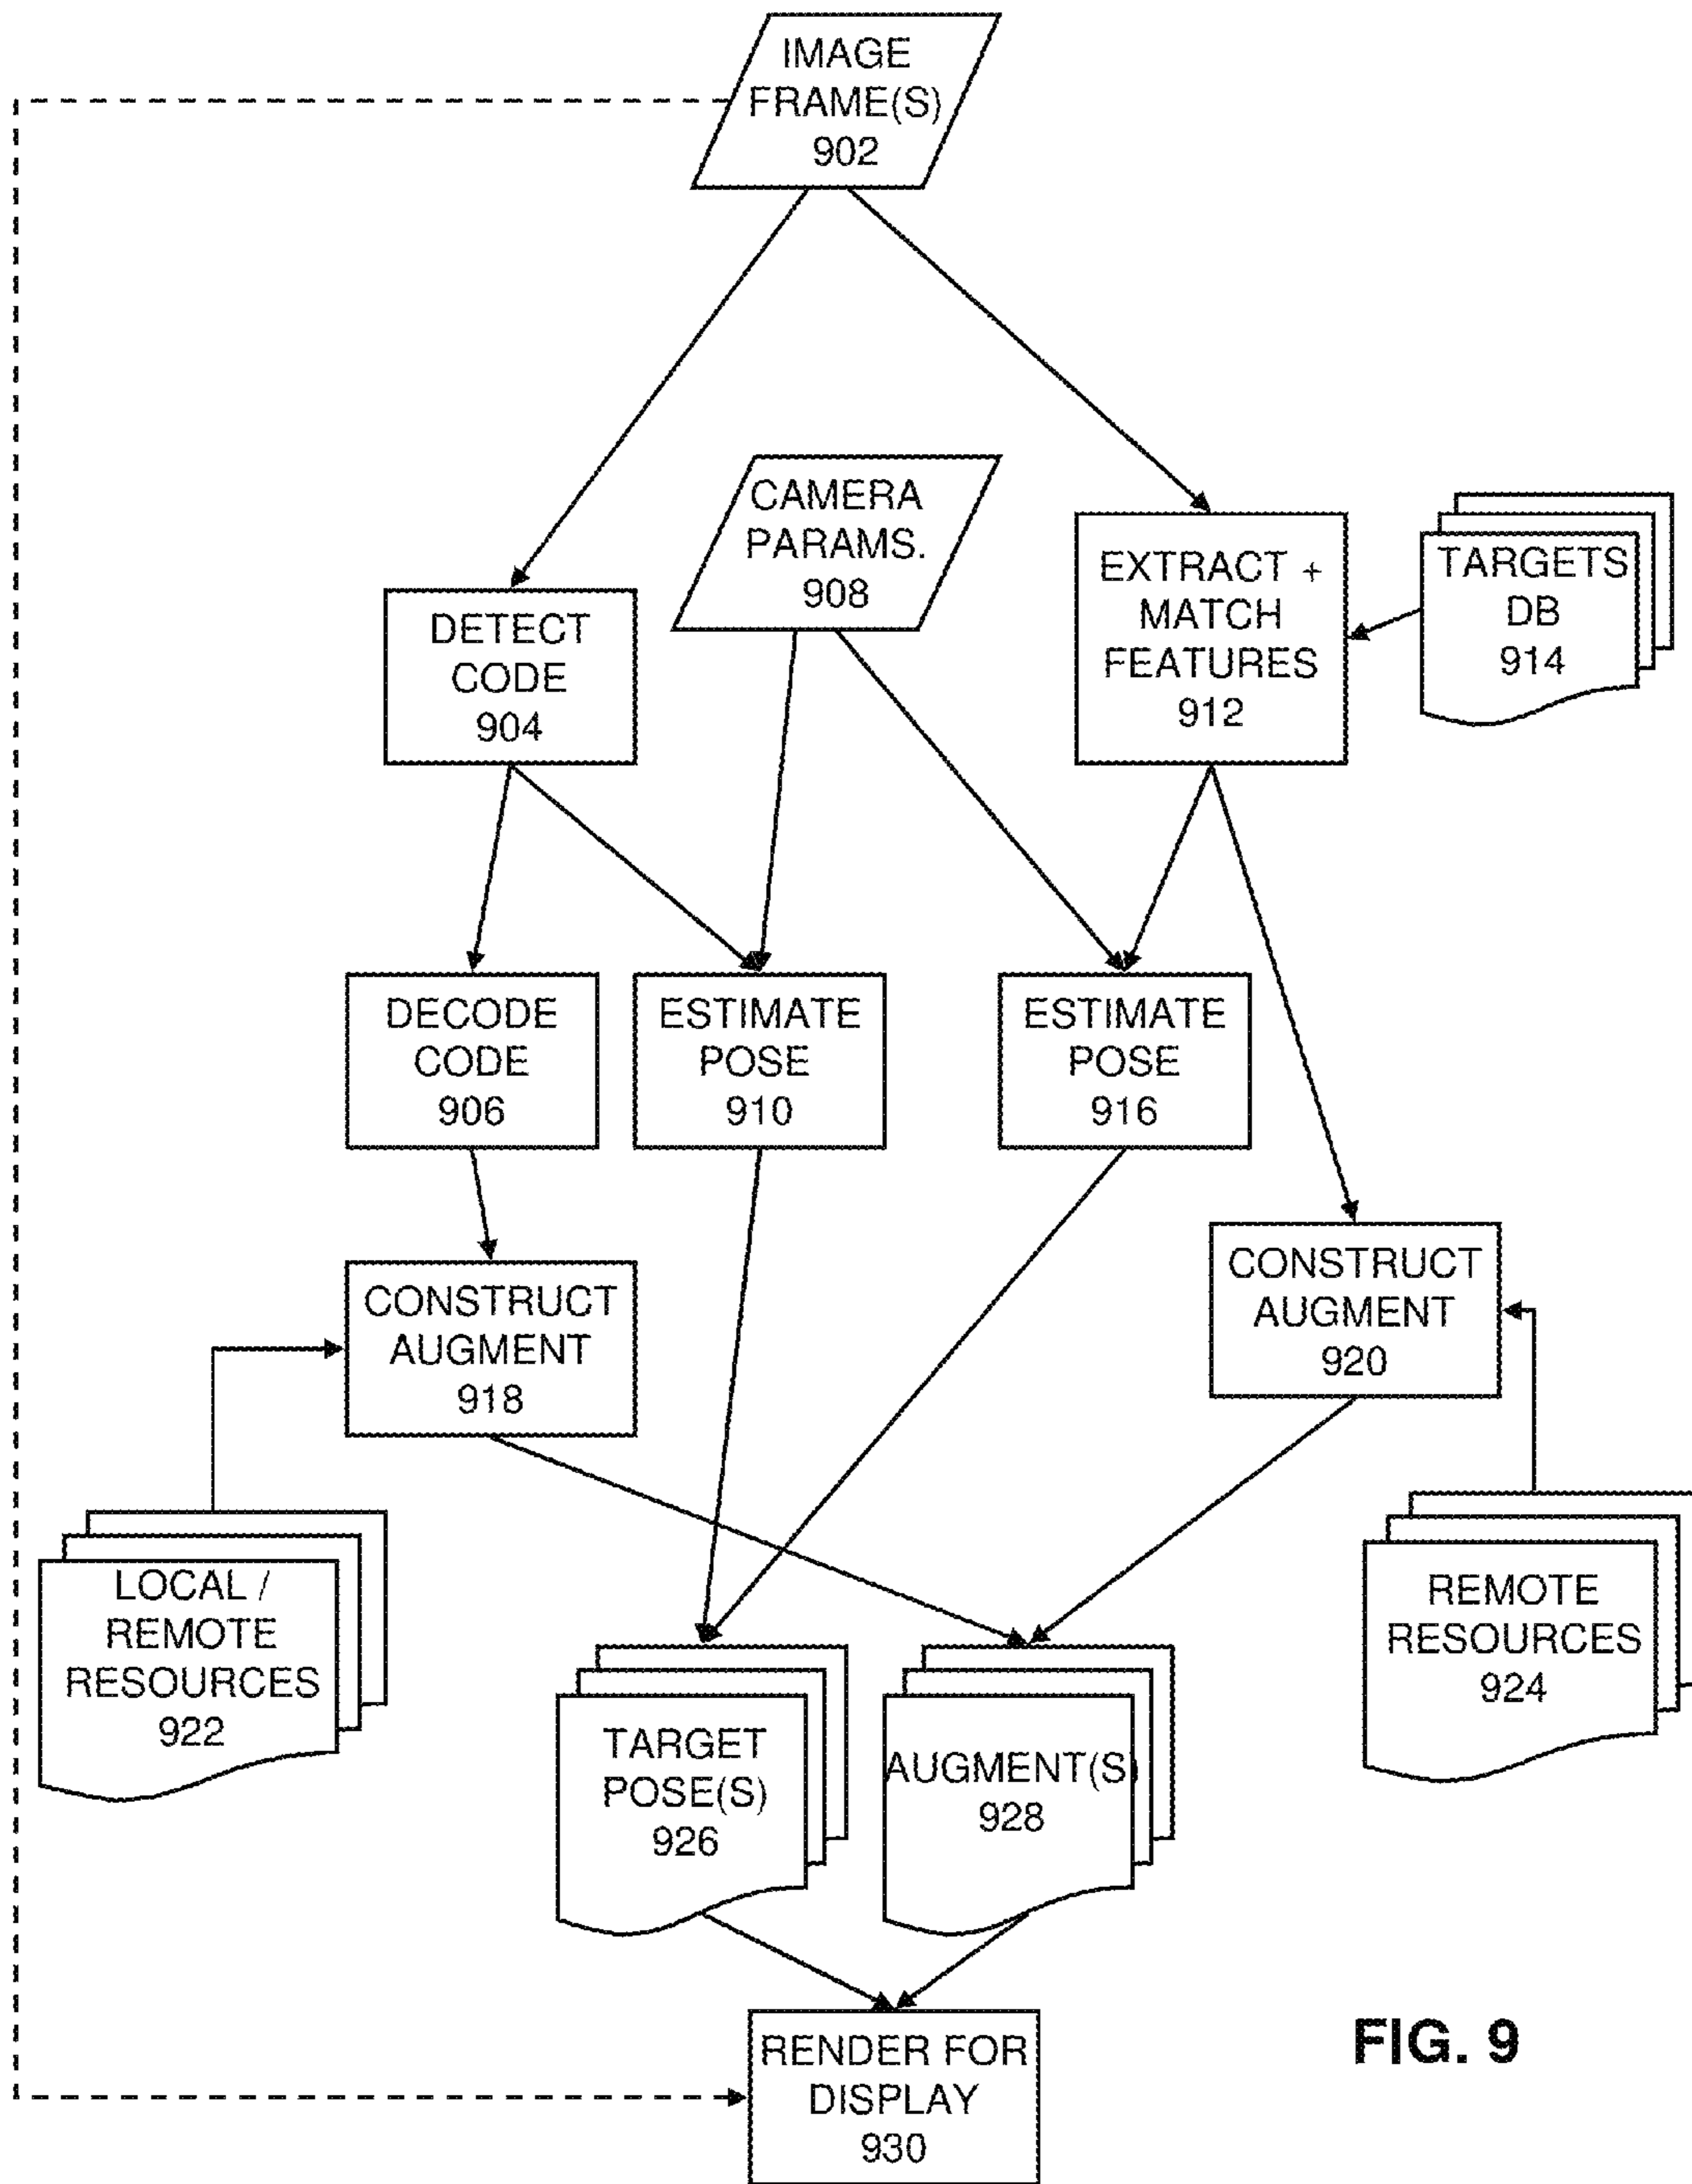 IMAGE
FRAME(S)
902
CAMERA
PARAMS.
908
EXTRACT +
MATCH
FEATURES
912
TARGETS
DB
914
DETECT
CODE
904
DECODE
CODE
906
ESTIMATE
POSE
910
ESTIMATE
POSE
916
CONSTRUCT
AUGMENT
918
CONSTRUCT
AUGMENT
920
LOCAL /
REMOTE
RESOURCES
922
REMOTE
RESOURCES
924
TARGET
POSE(S)
926
AUGMENT(S)
928
RENDER FOR
DISPLAY
930
FIG. 9